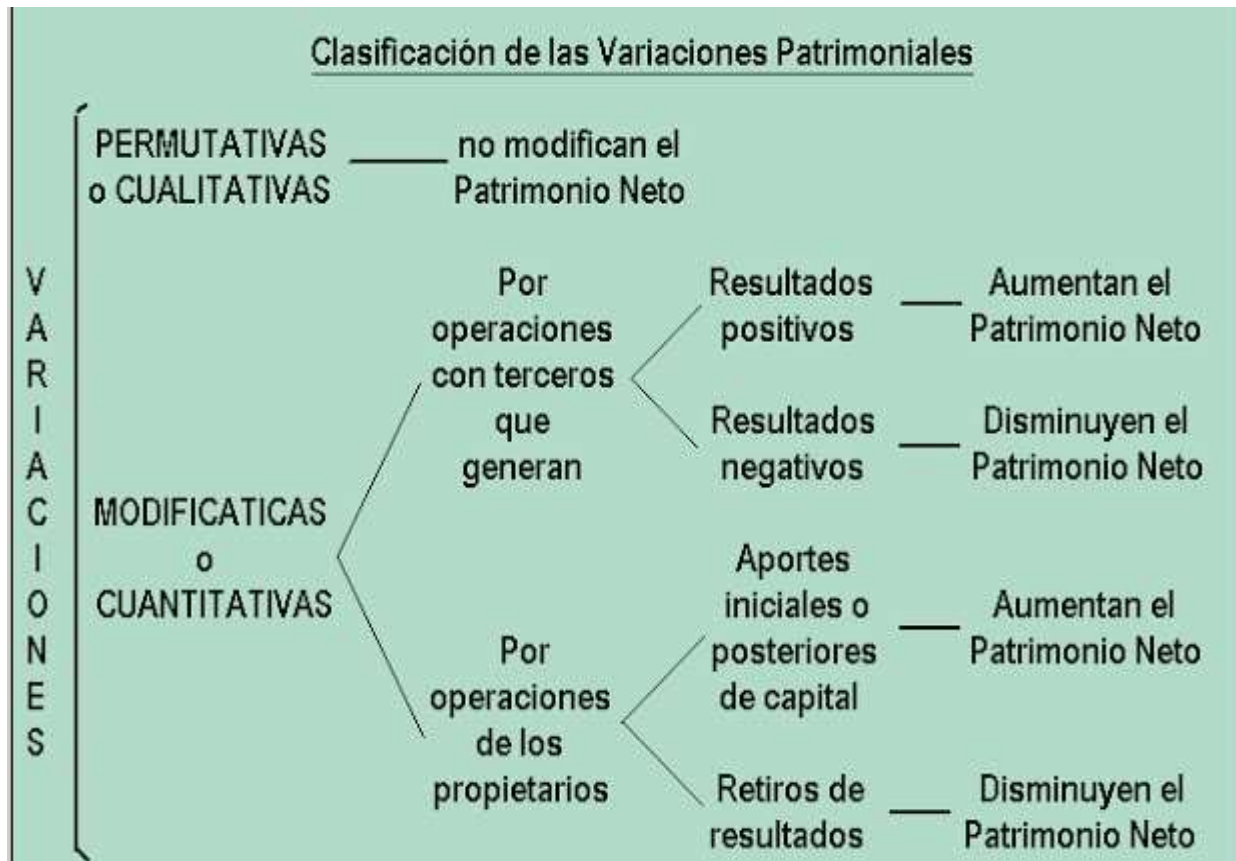 Clasificación de las Variaciones Patrimoniales
PERMUTATIVAS
o CUALITATIVAS
no modifican el
Patrimonio Neto
VARIACIONES
MODIFICATICAS
o
CUANTITATIVAS
Por
operaciones
con terceros
que
generan
Resultados
positivos
Aumentan el
Patrimonio Neto
Resultados
negativos
Disminuyen el
Patrimonio Neto
Por
operaciones
de los
propietarios
Aportes
iniciales o
posteriores
de capital
Aumentan el
Patrimonio Neto
Retiros de
resultados
Disminuyen el
Patrimonio Neto